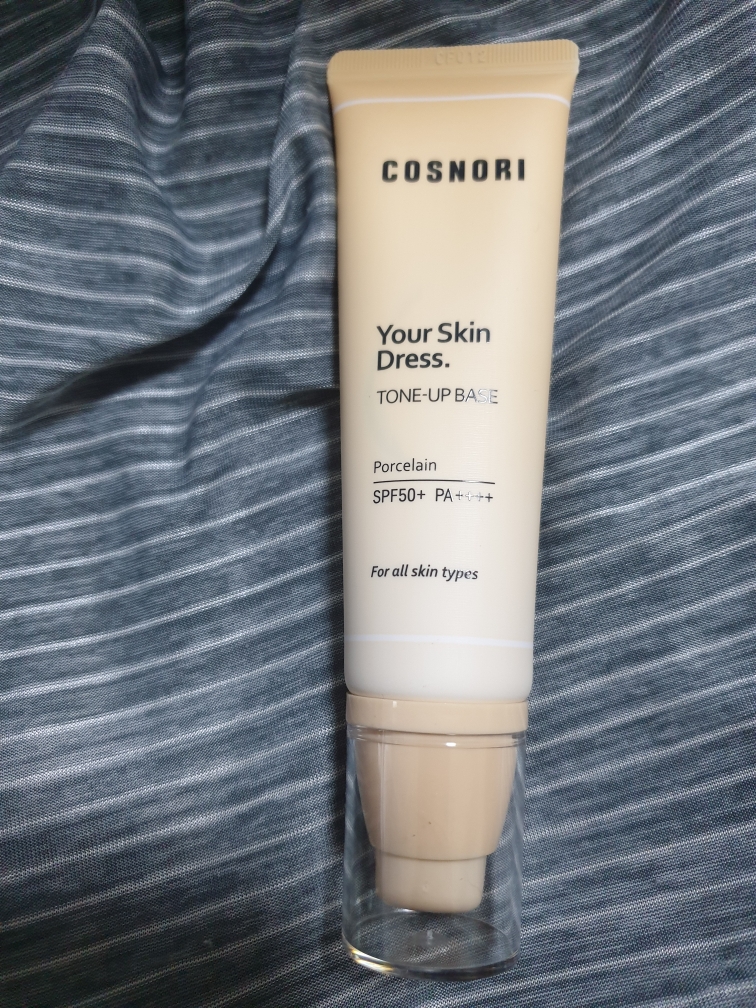 COSNORI
Your Skin
Dress.
TONE-UP BASE
Porcelain
SPF50+ PA++++
For all skin types